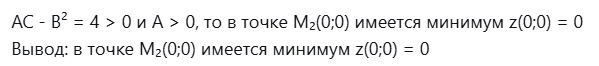 AC - B² = 4 > 0 и A > 0, то в точке M₂(0;0) имеется минимум z(0;0) = 0
Вывод: в точке M₂(0;0) имеется минимум z(0;0) = 0